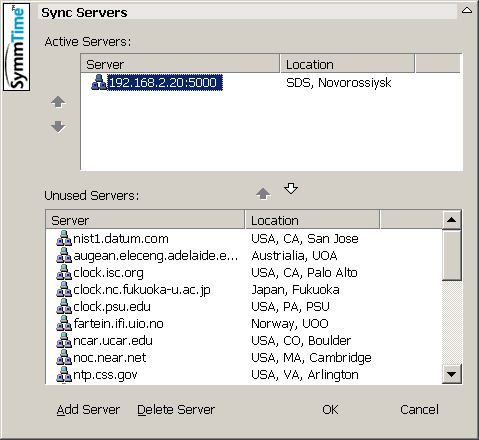 SymmTime™
Sync Servers
Active Servers:
Server Location
192.168.2.20:5000 SDS, Novorossiysk
Unused Servers:
Server Location
nist1.datum.com USA, CA, San Jose
augean.eleceng.adelaide.e... Austrialia, UOA
clock.isc.org USA, CA, Palo Alto
clock.nc.fukuoka-u.ac.jp Japan, Fukuoka
clock.psu.edu USA, PA, PSU
fartein.ifi.uio.no Norway, UOO
ncar.ucar.edu USA, CO, Boulder
noc.near.net USA, MA, Cambridge
ntp.css.gov USA, VA, Arlington
Add Server Delete Server OK Cancel